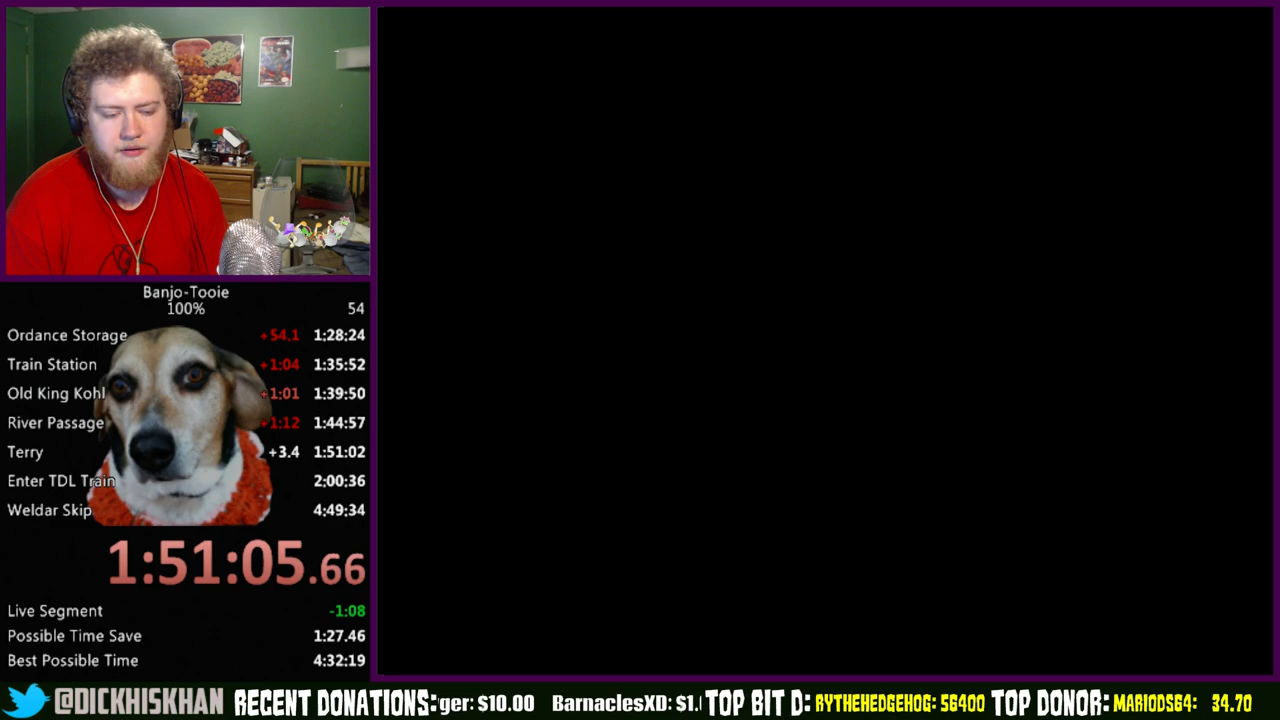 Banjo-Tooie
100% 54
Ordance Storage +54.1 1:28:24
Train Station +1:04 1:35:52
Old King Kohl +1:01 1:39:50
River Passage +1:12 1:44:57
Terry +3.4 1:51:02
Enter TDL Train 2:00:36
Weldar Skip 4:49:34
1:51:05.66
Live Segment -1:08
Possible Time Save 1:27.46
Best Possible Time 4:32:19
@DICKHISKHAN RECENT DONATIONS: ger: $10.00 BarnaclesXD: $1. TOP BIT D: RYTHEHEDGEHOG: 56400 TOP DONOR: MARIODS64: 34.70